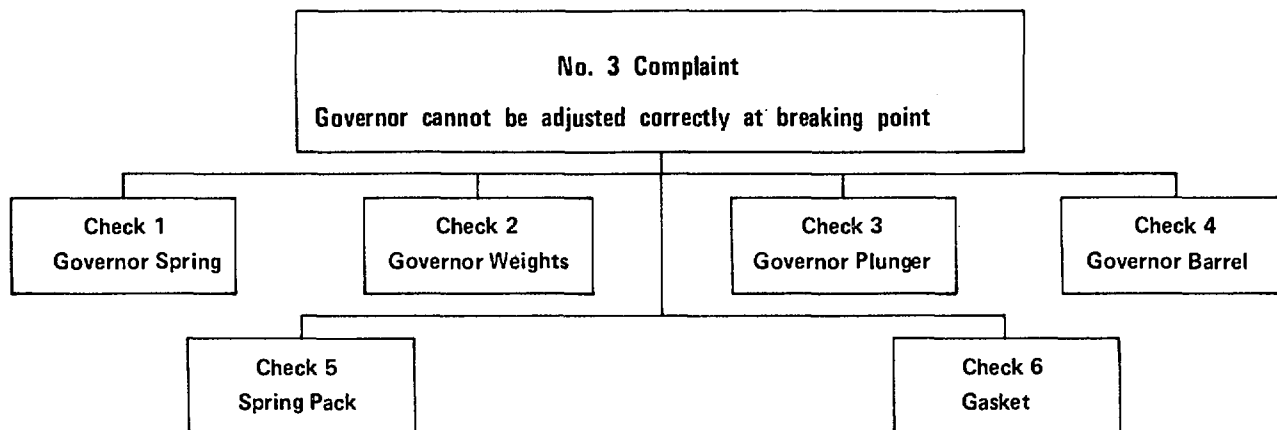 No. 3 Complaint
Governor cannot be adjusted correctly at breaking point
Check 1
Governor Spring
Check 2
Governor Weights
Check 3
Governor Plunger
Check 4
Governor Barrel
Check 5
Spring Pack
Check 6
Gasket